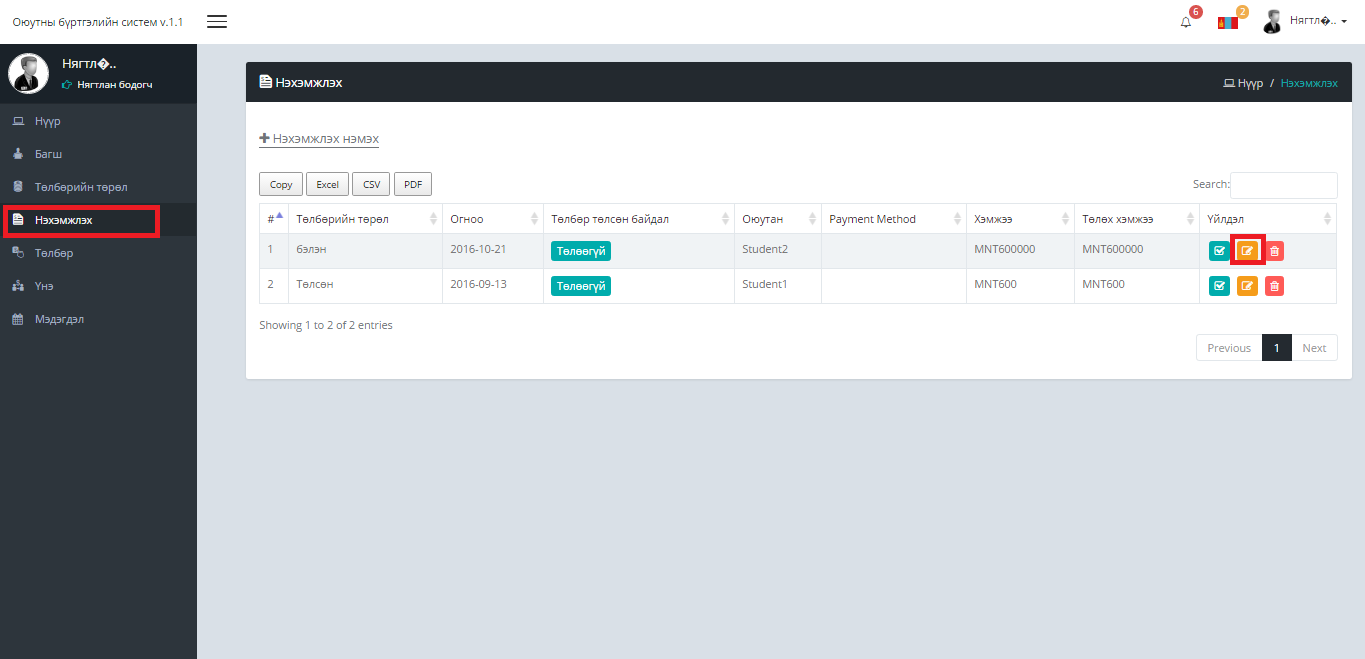 Оюутны бүртгэлийн систем v.1.1
6
2
Нягтл�..
Нягтл�..
Нягтлан бодогч
Нүүр
Багш
Төлбөрийн төрөл
Нэхэмжлэх
Төлбөр
Үнэ
Мэдэгдэл
Нэхэмжлэх
Нүүр / Нэхэмжлэх
Нэхэмжлэх нэмэх
Copy Excel CSV PDF
Search:
# Төлбөрийн төрөл Огноо Төлбөр төлсөн байдал Оюутан Payment Method Хэмжээ Төлөх хэмжээ Үйлдэл
1 бэлэн 2016-10-21 Төлөөгүй Student2 MNT600000 MNT600000
2 Төлсөн 2016-09-13 Төлөөгүй Student1 MNT600 MNT600
Showing 1 to 2 of 2 entries
Previous 1 Next